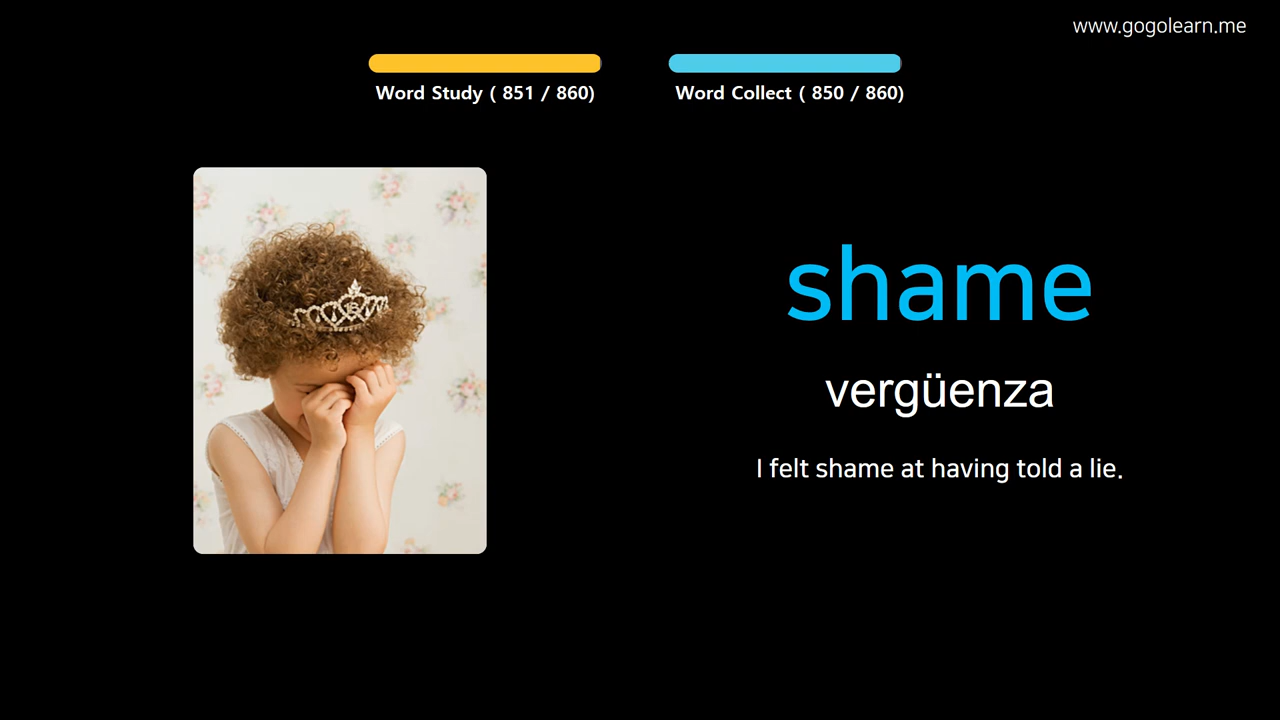 www.gogolearn.me
Word Study ( 851 / 860)
Word Collect ( 850 / 860)
shame
vergüenza
I felt shame at having told a lie.